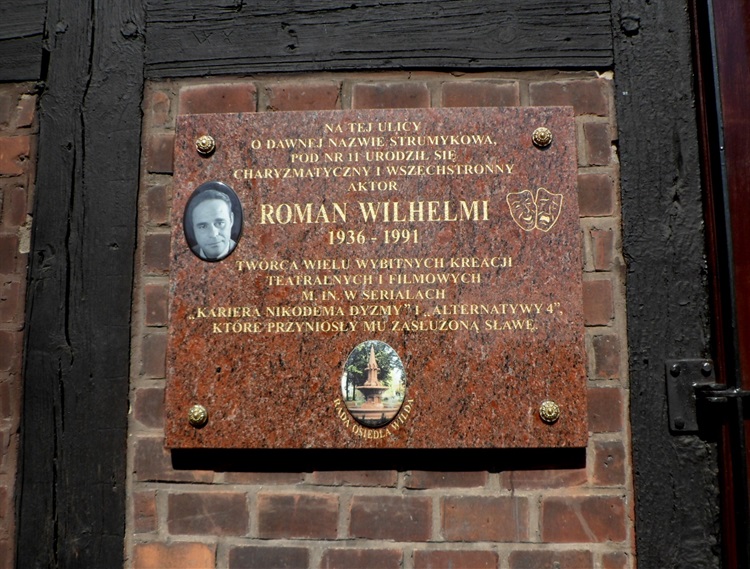 NA TEJ ULICY
O DAWNEJ NAZWIE STRUMYKOWA,
POD NR 11 URODZIŁ SIĘ
CHARYZMATYCZNY I WSZECHSTRONNY
AKTOR
ROMAN WILHELMI
1936 - 1991
TWÓRCA WIELU WYBITNYCH KREACJI
TEATRALNYCH I FILMOWYCH
M. IN. W SERIALACH
„KARIERA NIKODEMA DYZMY” I „ALTERNATYWY 4”,
KTÓRE PRZYNIOSŁY MU ZASŁUŻONĄ SŁAWĘ.
RADA OSIEDLA WILDA